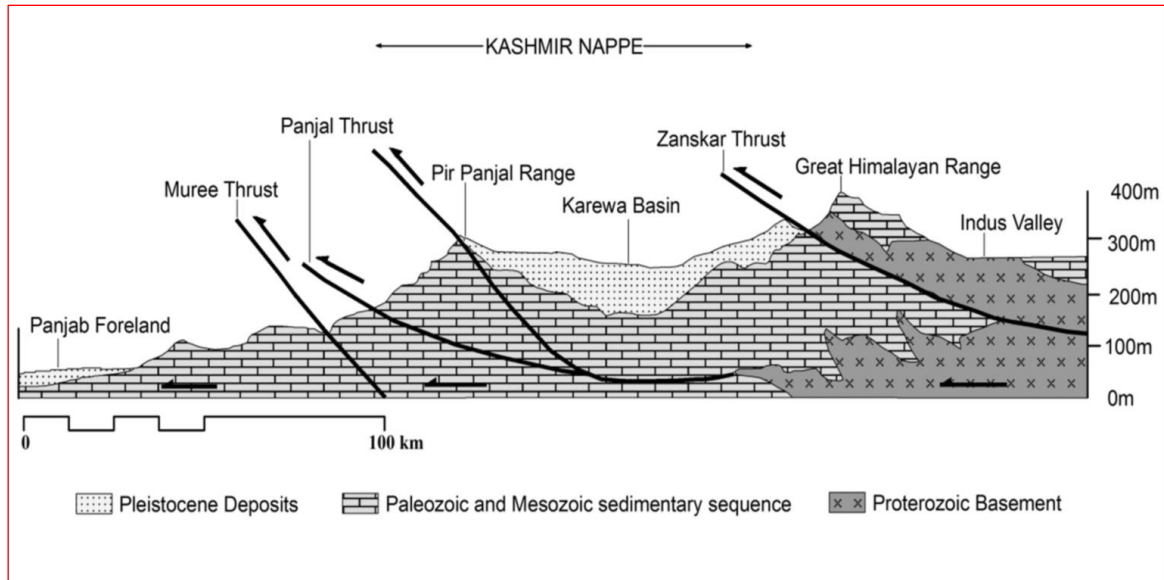 KASHMIR NAPPE
Panjal Thrust
Zanskar Thrust
Pir Panjal Range
Great Himalayan Range
Muree Thrust
Karewa Basin
Indus Valley
400m
300m
200m
100m
0m
Panjab Foreland
0
100 km
Pleistocene Deposits
Paleozoic and Mesozoic sedimentary sequence
Proterozoic Basement